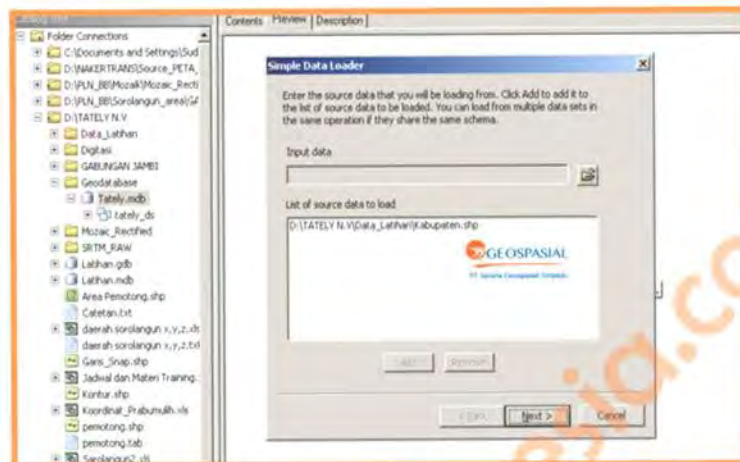 Contents Preview Description
Folder Connections
C:\Documents and Settings\Sud
D:\NAKERTRANS\Source_PETA_
D:\PLN_BB\Mozaik\Mozaic_Recti
D:\PLN_BB\Sorolangun_area\GA
D:\TATELY N.V
Data_Latihan
Digitasi
GABUNGAN JAMBI
Geodatabase
Tately.mdb
tately_ds
Mozaic_Rectified
SRTM_RAW
Latihan.gdb
Latihan.mdb
Area Pemotong.shp
Catetan.txt
daerah sorolangun x,y,z.xls
daerah sorolangun x,y,z.txt
Garis_Snap.shp
Jadwal dan Materi Training.
Kontur.shp
Koordinat_Prabumulih.xls
pemotong.shp
pemotong.tab
Sarolangun2.xls
Simple Data Loader
Enter the source data that you will be loading from. Click Add to add it to
the list of source data to be loaded. You can load from multiple data sets in
the same operation if they share the same schema.
Input data
List of source data to load
D:\TATELY N.V\Data_Latihan\Kabupaten.shp
GEOSPASIAL
Add Remove
< Back Next > Cancel
esia.co